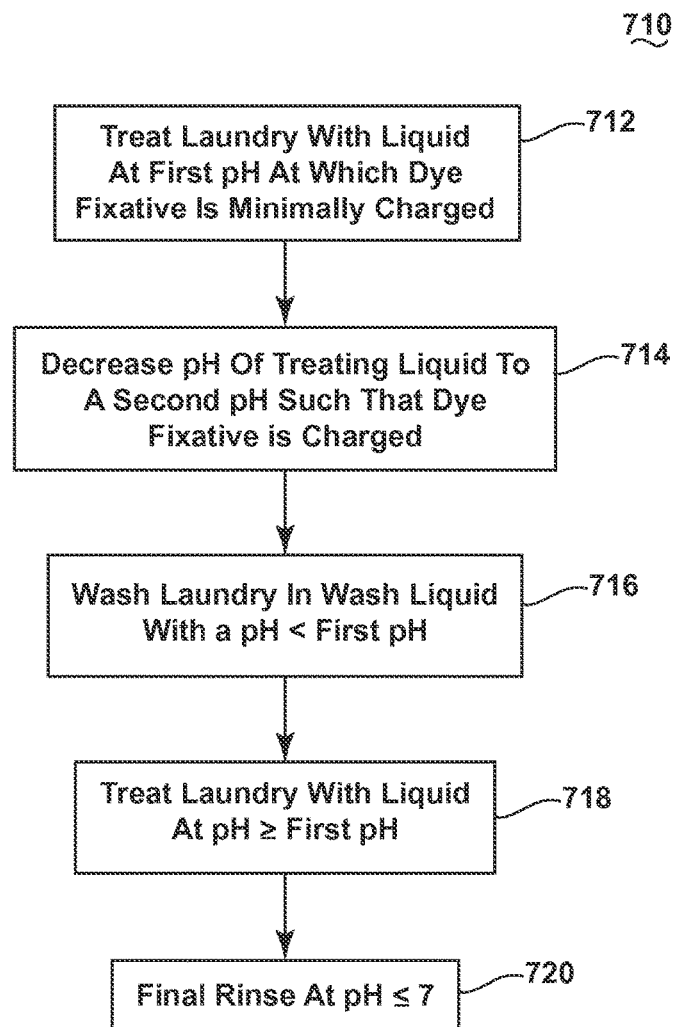 710
Treat Laundry With Liquid
At First pH At Which Dye
Fixative Is Minimally Charged
712
Decrease pH Of Treating Liquid To
A Second pH Such That Dye
Fixative is Charged
714
Wash Laundry In Wash Liquid
With a pH < First pH
716
Treat Laundry With Liquid
At pH ≥ First pH
718
Final Rinse At pH ≤ 7
720